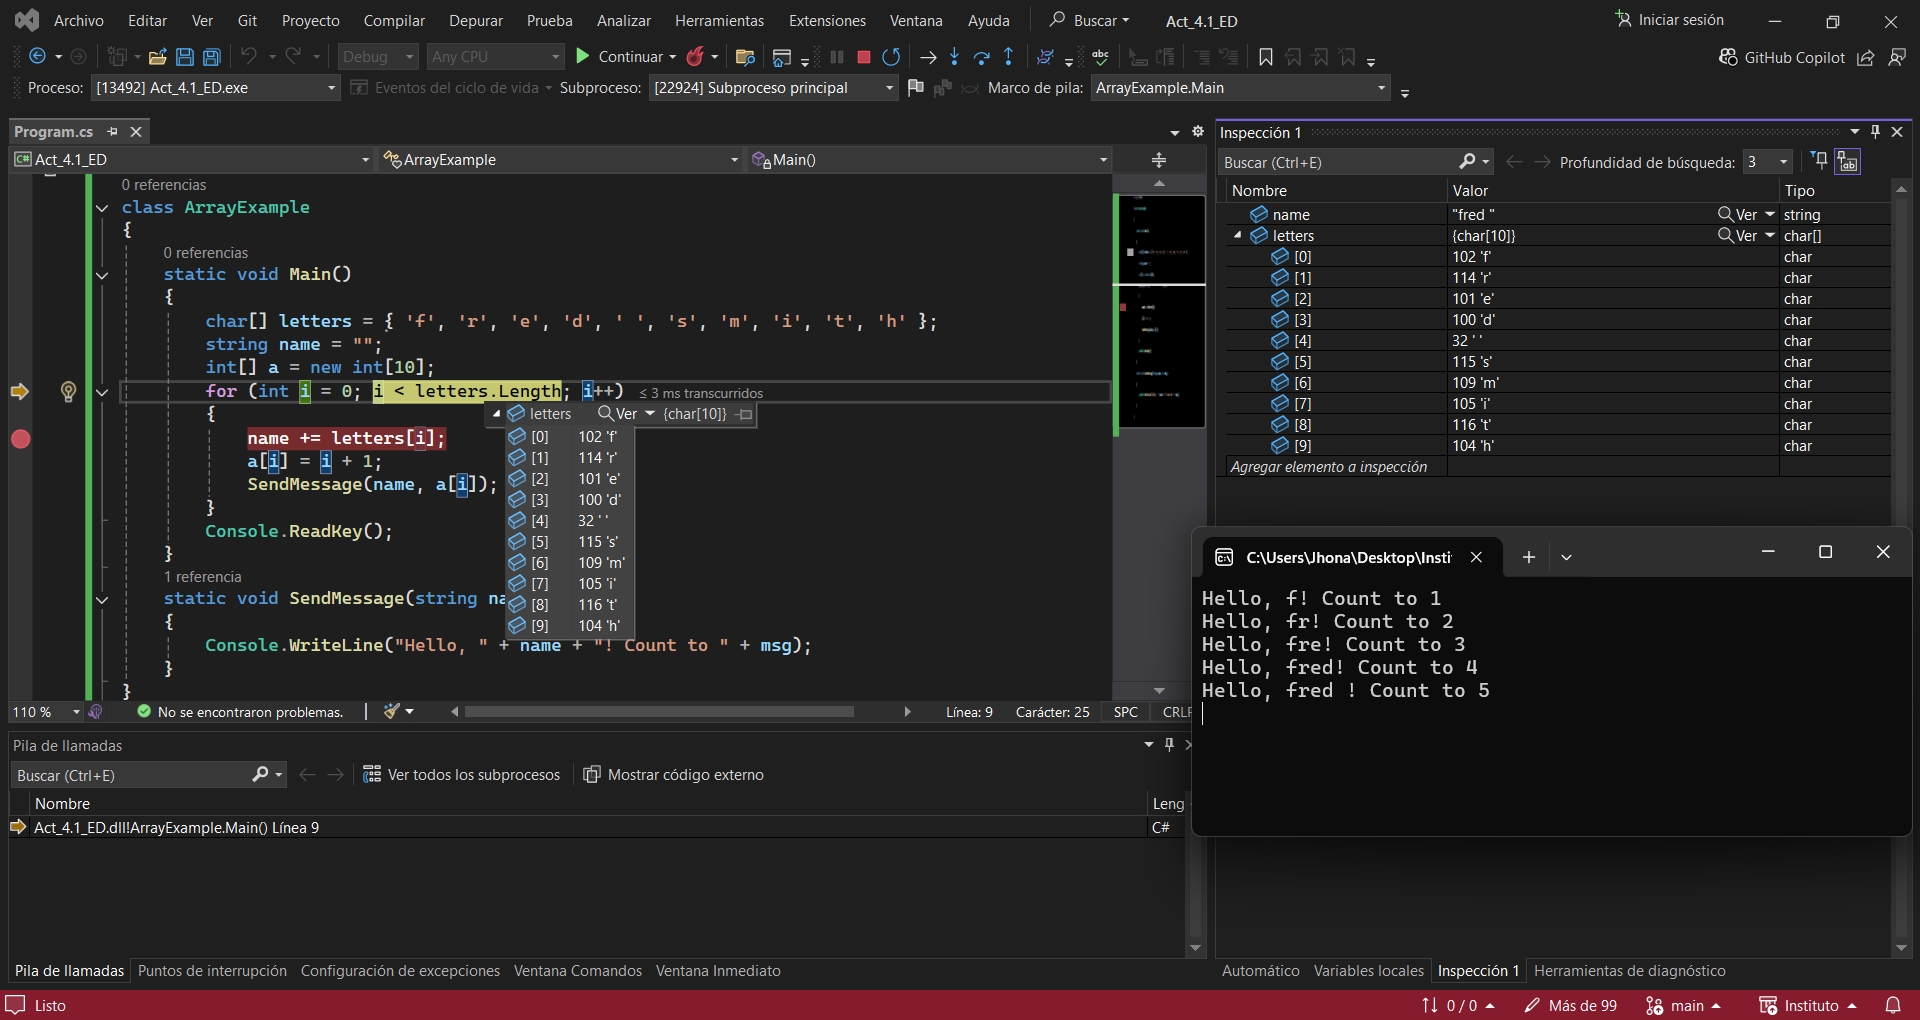 Archivo Editar Ver Git Proyecto Compilar Depurar Prueba Analizar Herramientas Extensiones Ventana Ayuda Buscar Act_4.1_ED Iniciar sesión
Debug Any CPU Continuar GitHub Copilot
Proceso: [13492] Act_4.1_ED.exe Eventos del ciclo de vida Subproceso: [22924] Subproceso principal Marco de pila: ArrayExample.Main
Program.cs
Act_4.1_ED ArrayExample Main()
0 referencias
class ArrayExample
{
0 referencias
static void Main()
{
char[] letters = { 'f', 'r', 'e', 'd', ' ', 's', 'm', 'i', 't', 'h' };
string name = "";
int[] a = new int[10];
for (int i = 0; i < letters.Length; i++) ≤ 3 ms transcurridos
{
name += letters[i];
a[i] = i + 1;
SendMessage(name, a[i]);
}
Console.ReadKey();
}
1 referencia
static void SendMessage(string na
{
Console.WriteLine("Hello, " + name + "! Count to " + msg);
}
}
letters Ver {char[10]}
[0] 102 'f'
[1] 114 'r'
[2] 101 'e'
[3] 100 'd'
[4] 32 ' '
[5] 115 's'
[6] 109 'm'
[7] 105 'i'
[8] 116 't'
[9] 104 'h'
110 % No se encontraron problemas. Línea: 9 Carácter: 25 SPC CRLF
Inspección 1
Buscar (Ctrl+E) Profundidad de búsqueda: 3
Nombre Valor Tipo
name "fred " Ver string
letters {char[10]} Ver char[]
[0] 102 'f' char
[1] 114 'r' char
[2] 101 'e' char
[3] 100 'd' char
[4] 32 ' ' char
[5] 115 's' char
[6] 109 'm' char
[7] 105 'i' char
[8] 116 't' char
[9] 104 'h' char
Agregar elemento a inspección
C:\Users\Jhona\Desktop\Insti
Hello, f! Count to 1
Hello, fr! Count to 2
Hello, fre! Count to 3
Hello, fred! Count to 4
Hello, fred ! Count to 5
Pila de llamadas
Buscar (Ctrl+E) Ver todos los subprocesos Mostrar código externo
Nombre Leng
Act_4.1_ED.dll!ArrayExample.Main() Línea 9 C#
Pila de llamadas Puntos de interrupción Configuración de excepciones Ventana Comandos Ventana Inmediato
Automático Variables locales Inspección 1 Herramientas de diagnóstico
Listo 0 / 0 Más de 99 main Instituto